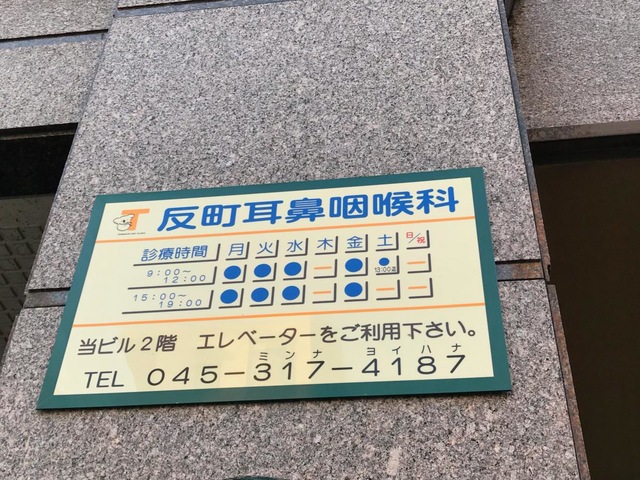 T 反町耳鼻咽喉科
診療時間 月 火 水 木 金 土 日/祝
9:00～12:00 ● ● ● － ● ● －
13:00迄
15:00～19:00 ● ● ● － ● － －
当ビル2階 エレベーターをご利用下さい。
ミンナ ヨイハナ
TEL 045－317－4187